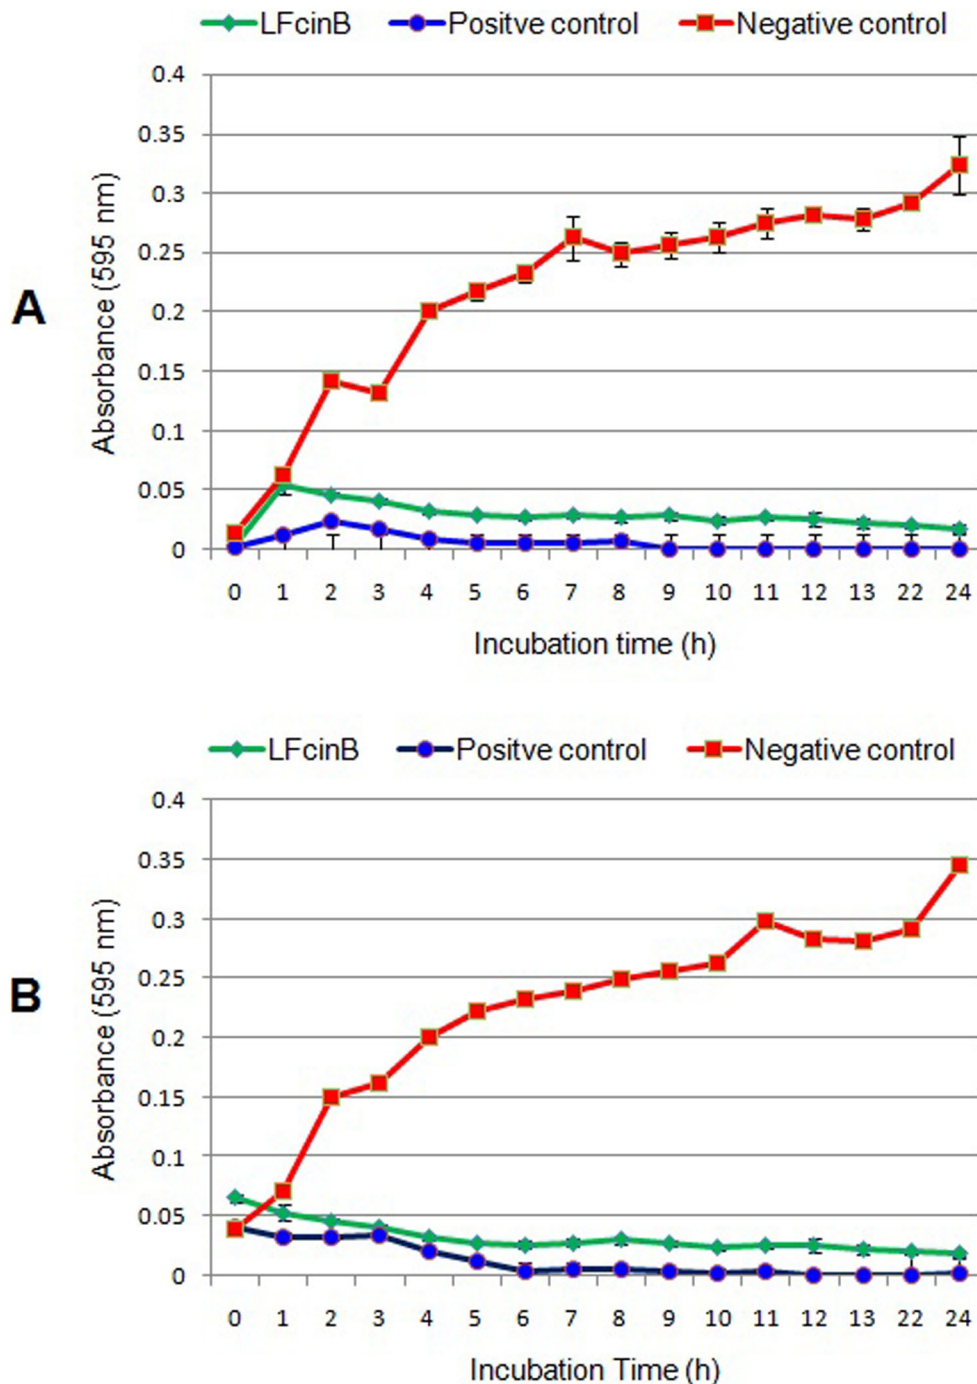 LFcinB Positve control Negative control
0.4
0.35
0.3
0.25
0.2
0.15
0.1
0.05
0
Absorbance (595 nm)
A
0 1 2 3 4 5 6 7 8 9 10 11 12 13 22 24
Incubation time (h)
LFcinB Positve control Negative control
0.4
0.35
0.3
0.25
0.2
0.15
0.1
0.05
0
Absorbance (595 nm)
B
0 1 2 3 4 5 6 7 8 9 10 11 12 13 22 24
Incubation Time (h)